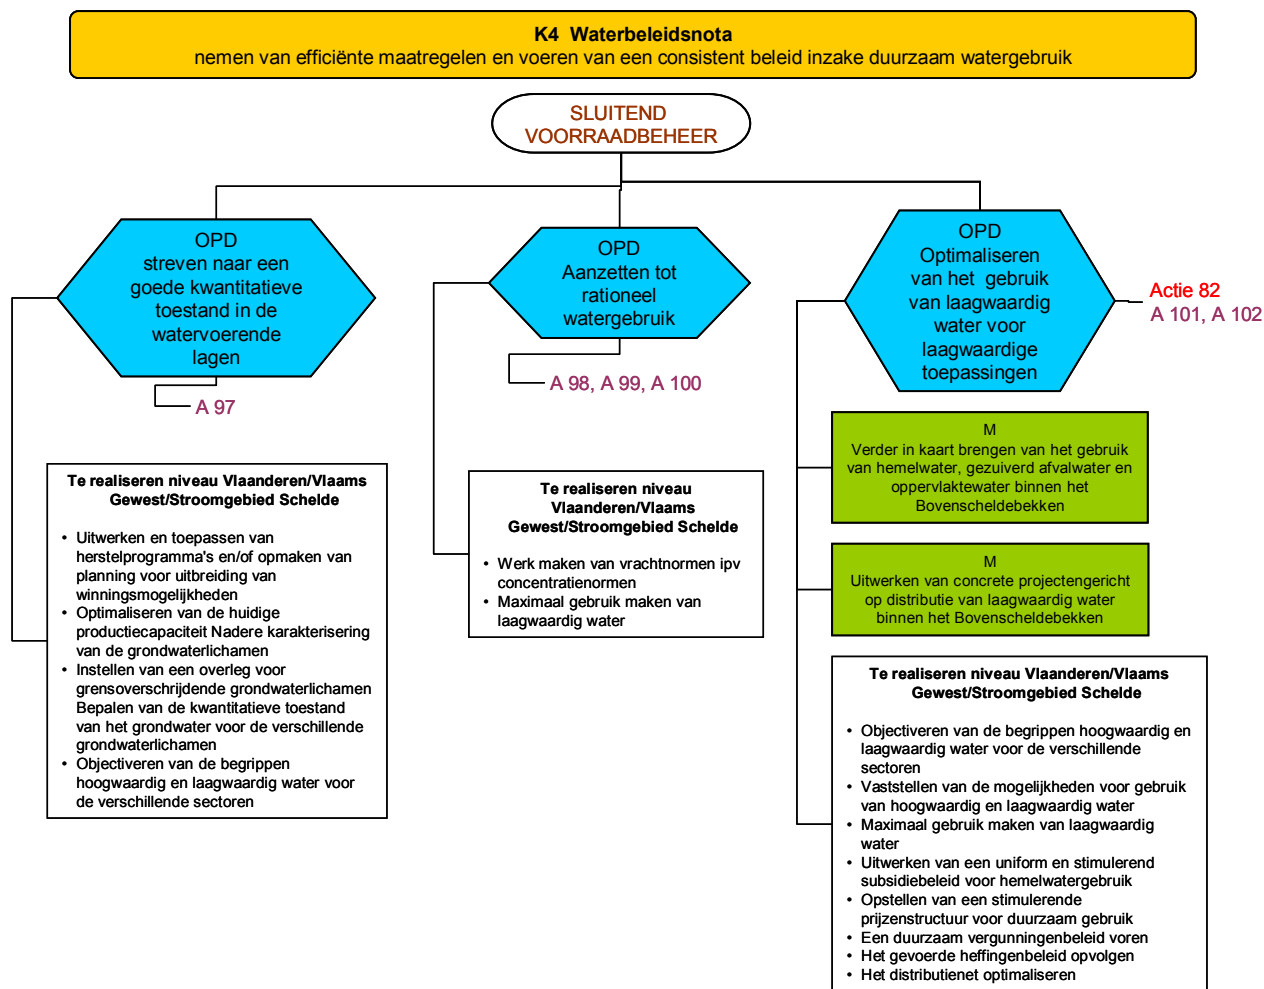 K4  Waterbeleidsnota
nemen van efficiënte maatregelen en voeren van een consistent beleid inzake duurzaam watergebruik
SLUITEND
VOORRAADBEHEER
OPD
streven naar een
goede kwantitatieve
toestand in de
watervoerende
lagen
A 97
Te realiseren niveau Vlaanderen/Vlaams
Gewest/Stroomgebied Schelde
• Uitwerken en toepassen van
herstelprogramma's en/of opmaken van
planning voor uitbreiding van
winningsmogelijkheden
• Optimaliseren van de huidige
productiecapaciteit Nadere karakterisering
van de grondwaterlichamen
• Instellen van een overleg voor
grensoverschrijdende grondwaterlichamen
Bepalen van de kwantitatieve toestand
van het grondwater voor de verschillende
grondwaterlichamen
• Objectiveren van de begrippen
hoogwaardig en laagwaardig water voor
de verschillende sectoren
OPD
Aanzetten tot
rationeel
watergebruik
A 98, A 99, A 100
Te realiseren niveau
Vlaanderen/Vlaams
Gewest/Stroomgebied Schelde
• Werk maken van vrachtnormen ipv
concentratienormen
• Maximaal gebruik maken van
laagwaardig water
OPD
Optimaliseren
van het  gebruik
van laagwaardig
water voor
laagwaardige
toepassingen
Actie 82
A 101, A 102
M
Verder in kaart brengen van het gebruik
van hemelwater, gezuiverd afvalwater en
oppervlaktewater binnen het
Bovenscheldebekken
M
Uitwerken van concrete projectengericht
op distributie van laagwaardig water
binnen het Bovenscheldebekken
Te realiseren niveau Vlaanderen/Vlaams
Gewest/Stroomgebied Schelde
• Objectiveren van de begrippen hoogwaardig en
laagwaardig water voor de verschillende
sectoren
• Vaststellen van de mogelijkheden voor gebruik
van hoogwaardig en laagwaardig water
• Maximaal gebruik maken van laagwaardig
water
• Uitwerken van een uniform en stimulerend
subsidiebeleid voor hemelwatergebruik
• Opstellen van een stimulerende
prijzenstructuur voor duurzaam gebruik
• Een duurzaam vergunningenbeleid voren
• Het gevoerde heffingenbeleid opvolgen
• Het distributienet optimaliseren